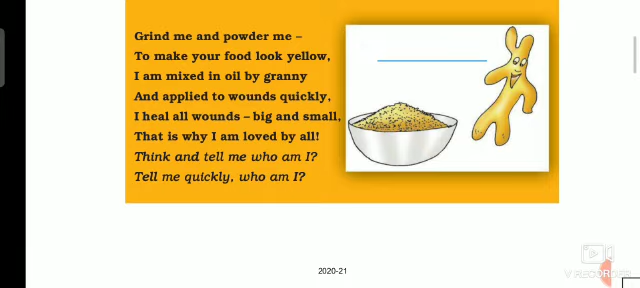 Grind me and powder me –
To make your food look yellow,
I am mixed in oil by granny
And applied to wounds quickly,
I heal all wounds – big and small,
That is why I am loved by all!
Think and tell me who am I?
Tell me quickly, who am I?
2020-21
V RECORDER